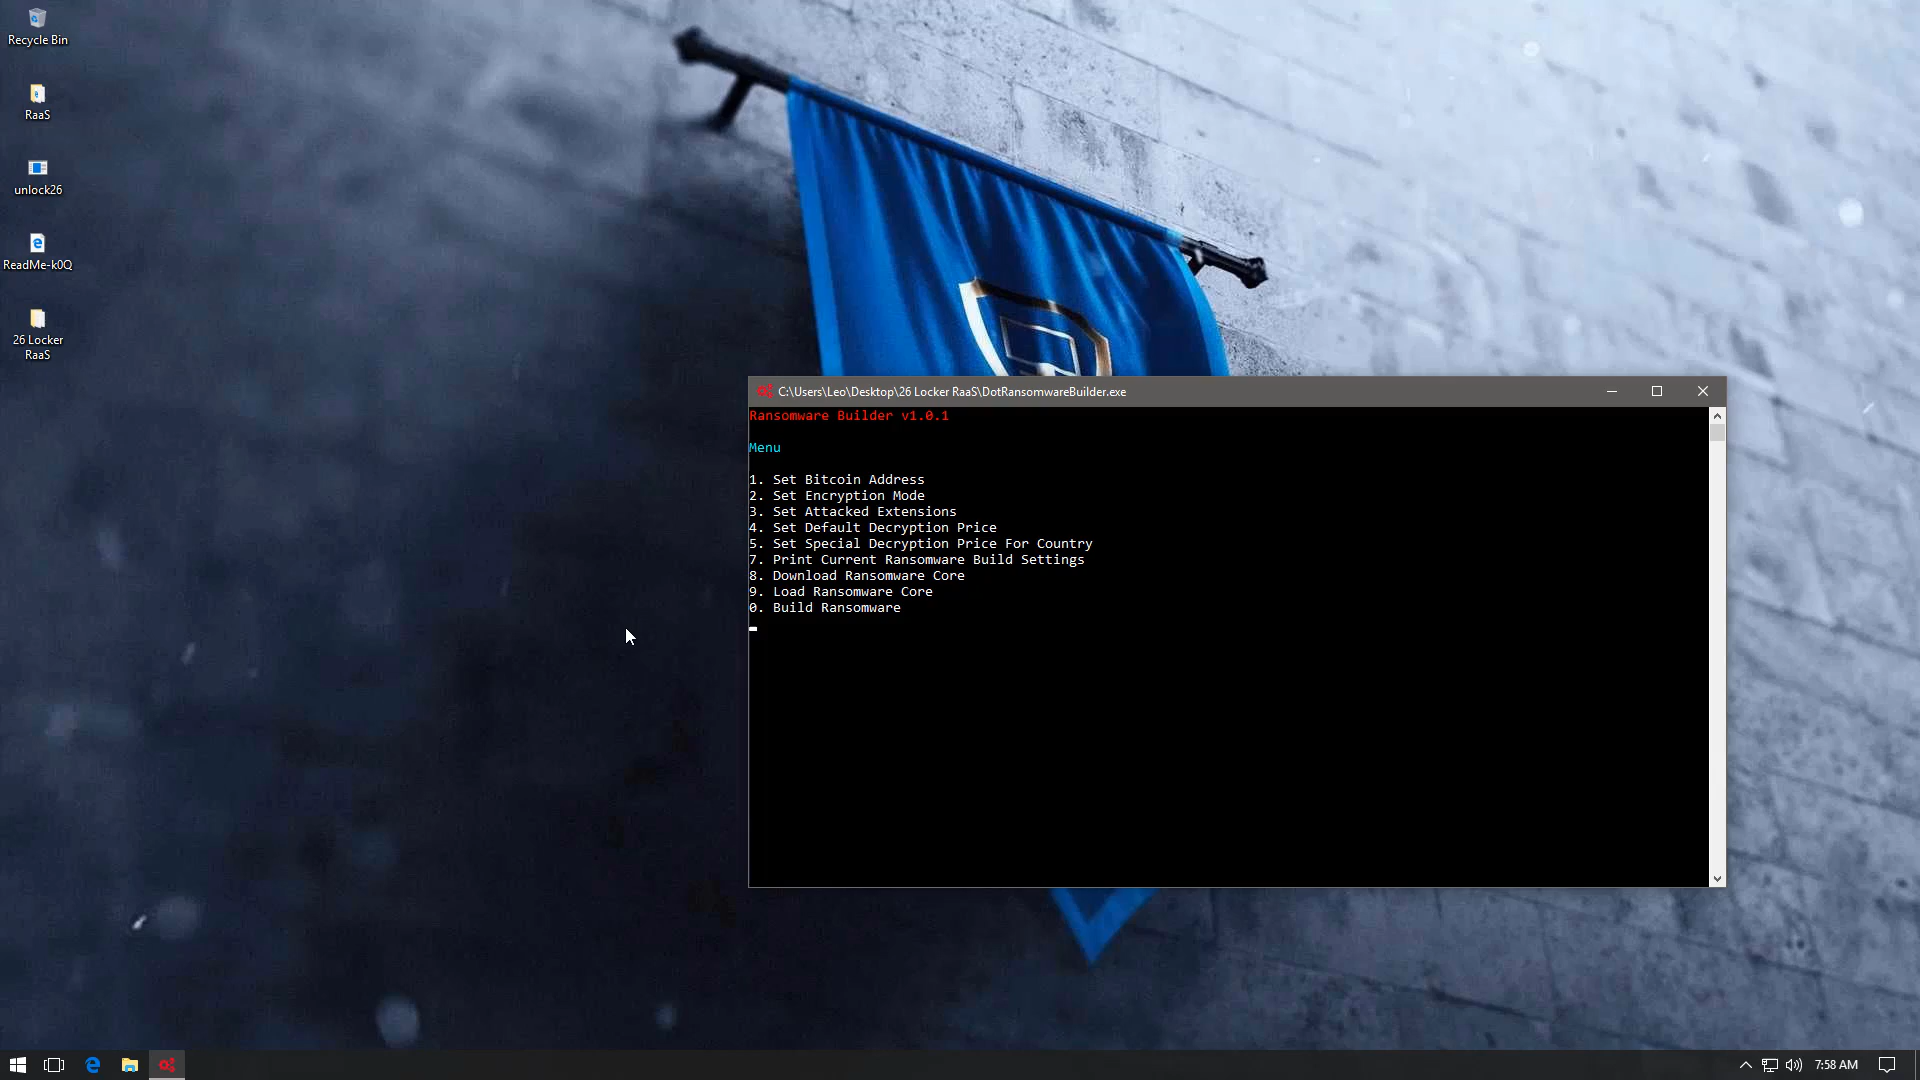 Recycle Bin
RaaS
unlock26
ReadMe-k0Q
26 Locker
RaaS
C:\Users\Leo\Desktop\26 Locker RaaS\DotRansomwareBuilder.exe
Ransomware Builder v1.0.1
Menu
1. Set Bitcoin Address
2. Set Encryption Mode
3. Set Attacked Extensions
4. Set Default Decryption Price
5. Set Special Decryption Price For Country
7. Print Current Ransomware Build Settings
8. Download Ransomware Core
9. Load Ransomware Core
0. Build Ransomware
7:58 AM